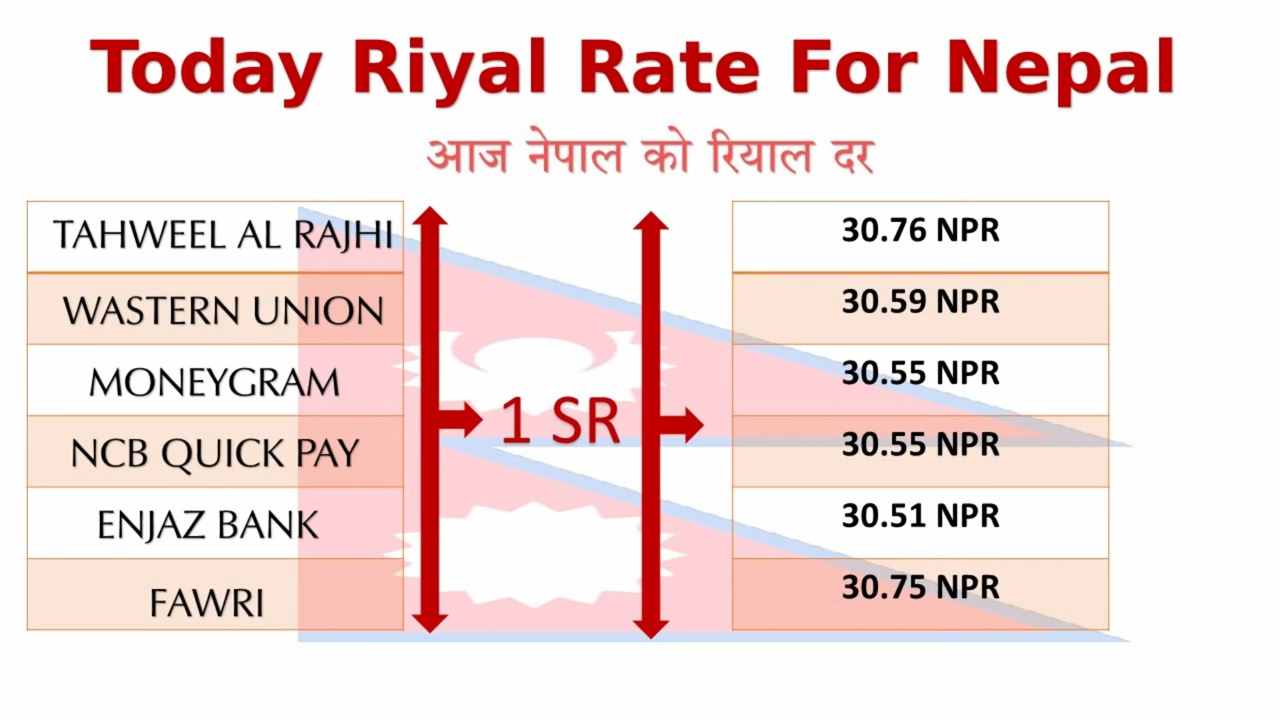 Today Riyal Rate For Nepal
आज नेपाल को रियाल दर
TAHWEEL AL RAJHI 30.76 NPR
WASTERN UNION 30.59 NPR
MONEYGRAM 30.55 NPR
1 SR
NCB QUICK PAY 30.55 NPR
ENJAZ BANK 30.51 NPR
FAWRI 30.75 NPR